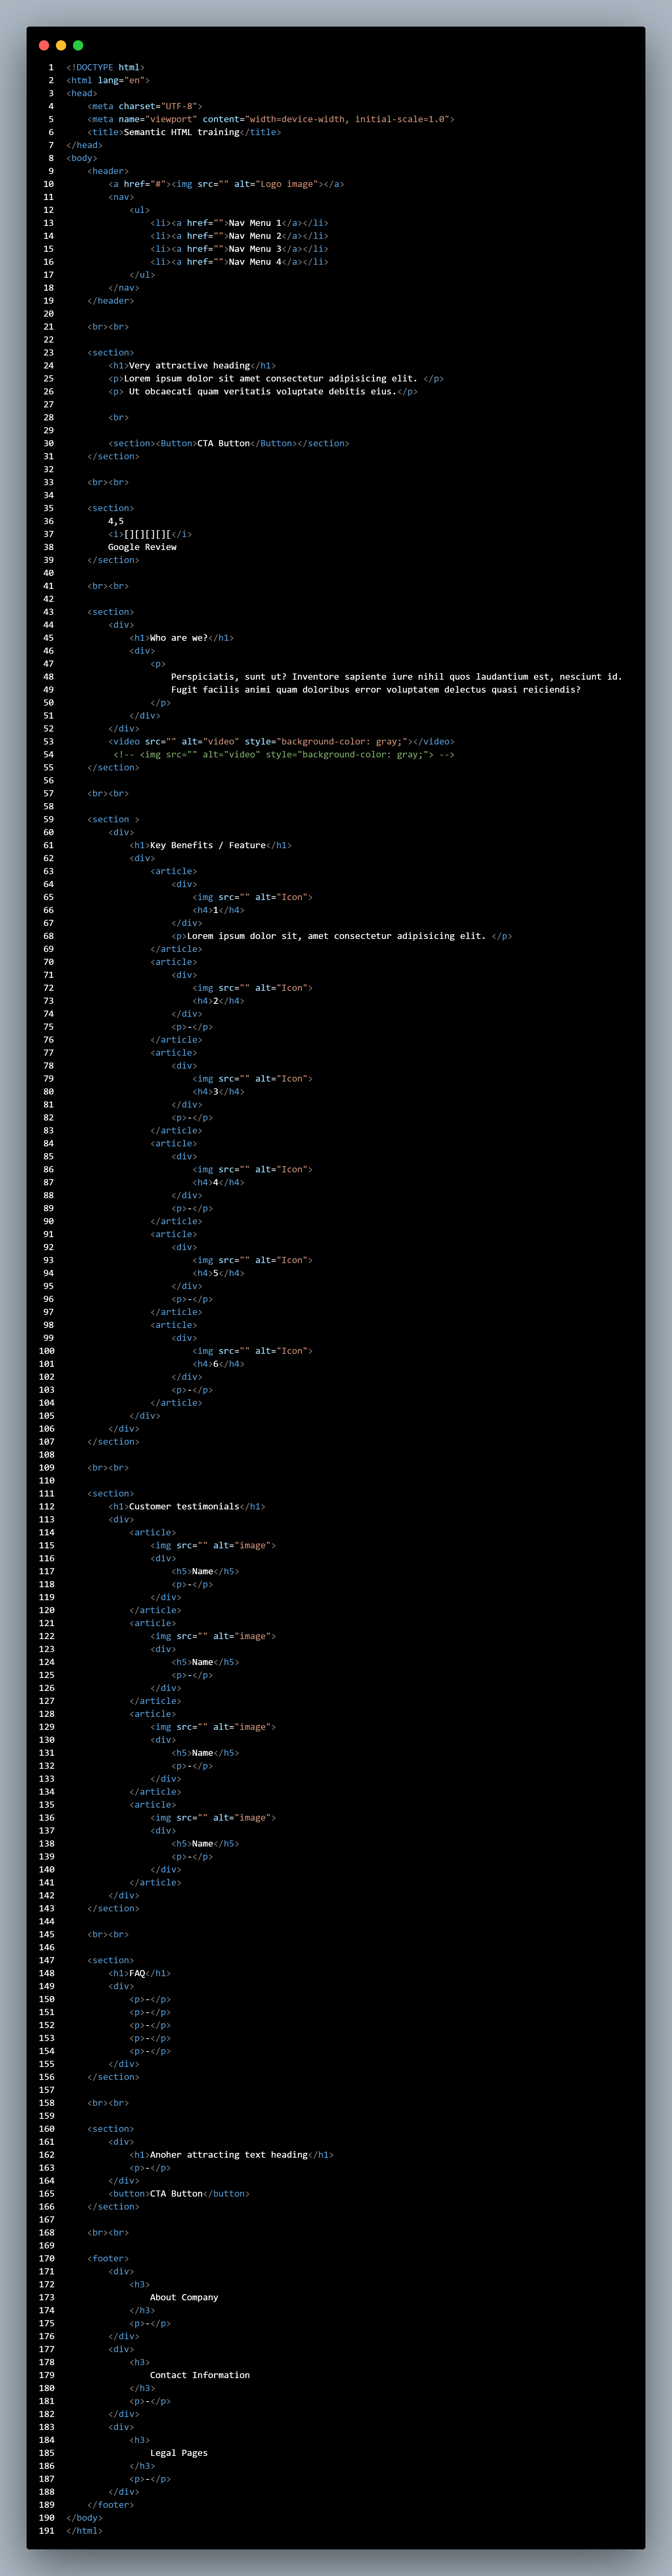 1 <!DOCTYPE html>
2 <html lang="en">
3 <head>
4     <meta charset="UTF-8">
5     <meta name="viewport" content="width=device-width, initial-scale=1.0">
6     <title>Semantic HTML training</title>
7 </head>
8 <body>
9     <header>
10         <a href="#"><img src="" alt="Logo image"></a>
11         <nav>
12             <ul>
13                 <li><a href="">Nav Menu 1</a></li>
14                 <li><a href="">Nav Menu 2</a></li>
15                 <li><a href="">Nav Menu 3</a></li>
16                 <li><a href="">Nav Menu 4</a></li>
17             </ul>
18         </nav>
19     </header>
20
21     <br><br>
22
23     <section>
24         <h1>Very attractive heading</h1>
25         <p>Lorem ipsum dolor sit amet consectetur adipisicing elit. </p>
26         <p> Ut obcaecati quam veritatis voluptate debitis eius.</p>
27
28         <br>
29
30         <section><Button>CTA Button</Button></section>
31     </section>
32
33     <br><br>
34
35     <section>
36         4,5
37         <i>[][][][][</i>
38         Google Review
39     </section>
40
41     <br><br>
42
43     <section>
44         <div>
45             <h1>Who are we?</h1>
46             <div>
47                 <p>
48                     Perspiciatis, sunt ut? Inventore sapiente iure nihil quos laudantium est, nesciunt id.
49                     Fugit facilis animi quam doloribus error voluptatem delectus quasi reiciendis?
50                 </p>
51             </div>
52         </div>
53         <video src="" alt="video" style="background-color: gray;"></video>
54          <!-- <img src="" alt="video" style="background-color: gray;"> -->
55     </section>
56
57     <br><br>
58
59     <section >
60         <div>
61             <h1>Key Benefits / Feature</h1>
62             <div>
63                 <article>
64                     <div>
65                         <img src="" alt="Icon">
66                         <h4>1</h4>
67                     </div>
68                     <p>Lorem ipsum dolor sit, amet consectetur adipisicing elit. </p>
69                 </article>
70                 <article>
71                     <div>
72                         <img src="" alt="Icon">
73                         <h4>2</h4>
74                     </div>
75                     <p>-</p>
76                 </article>
77                 <article>
78                     <div>
79                         <img src="" alt="Icon">
80                         <h4>3</h4>
81                     </div>
82                     <p>-</p>
83                 </article>
84                 <article>
85                     <div>
86                         <img src="" alt="Icon">
87                         <h4>4</h4>
88                     </div>
89                     <p>-</p>
90                 </article>
91                 <article>
92                     <div>
93                         <img src="" alt="Icon">
94                         <h4>5</h4>
95                     </div>
96                     <p>-</p>
97                 </article>
98                 <article>
99                     <div>
100                         <img src="" alt="Icon">
101                         <h4>6</h4>
102                     </div>
103                     <p>-</p>
104                 </article>
105             </div>
106         </div>
107     </section>
108
109     <br><br>
110
111     <section>
112         <h1>Customer testimonials</h1>
113         <div>
114             <article>
115                 <img src="" alt="image">
116                 <div>
117                     <h5>Name</h5>
118                     <p>-</p>
119                 </div>
120             </article>
121             <article>
122                 <img src="" alt="image">
123                 <div>
124                     <h5>Name</h5>
125                     <p>-</p>
126                 </div>
127             </article>
128             <article>
129                 <img src="" alt="image">
130                 <div>
131                     <h5>Name</h5>
132                     <p>-</p>
133                 </div>
134             </article>
135             <article>
136                 <img src="" alt="image">
137                 <div>
138                     <h5>Name</h5>
139                     <p>-</p>
140                 </div>
141             </article>
142         </div>
143     </section>
144
145     <br><br>
146
147     <section>
148         <h1>FAQ</h1>
149         <div>
150             <p>-</p>
151             <p>-</p>
152             <p>-</p>
153             <p>-</p>
154             <p>-</p>
155         </div>
156     </section>
157
158     <br><br>
159
160     <section>
161         <div>
162             <h1>Anoher attracting text heading</h1>
163             <p>-</p>
164         </div>
165         <button>CTA Button</button>
166     </section>
167
168     <br><br>
169
170     <footer>
171         <div>
172             <h3>
173                 About Company
174             </h3>
175             <p>-</p>
176         </div>
177         <div>
178             <h3>
179                 Contact Information
180             </h3>
181             <p>-</p>
182         </div>
183         <div>
184             <h3>
185                 Legal Pages
186             </h3>
187             <p>-</p>
188         </div>
189     </footer>
190 </body>
191 </html>